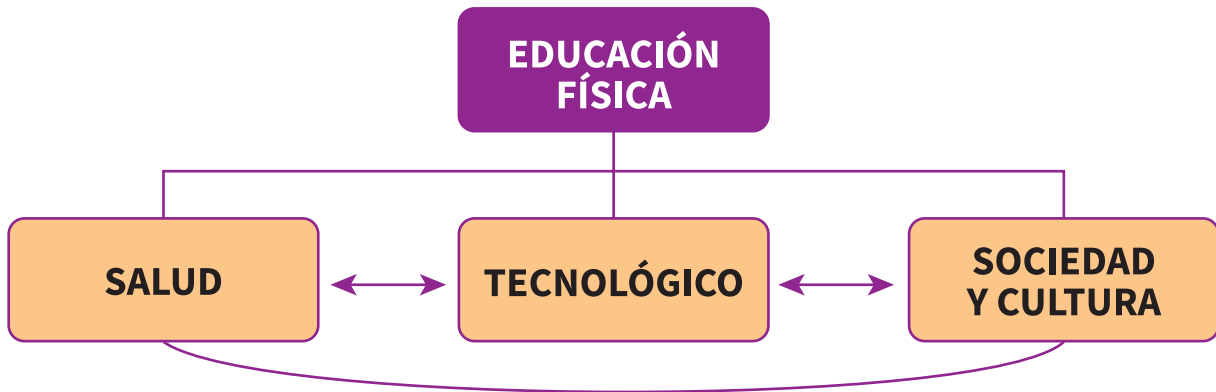 EDUCACIÓN
FÍSICA
SALUD
TECNOLÓGICO
SOCIEDAD
Y CULTURA